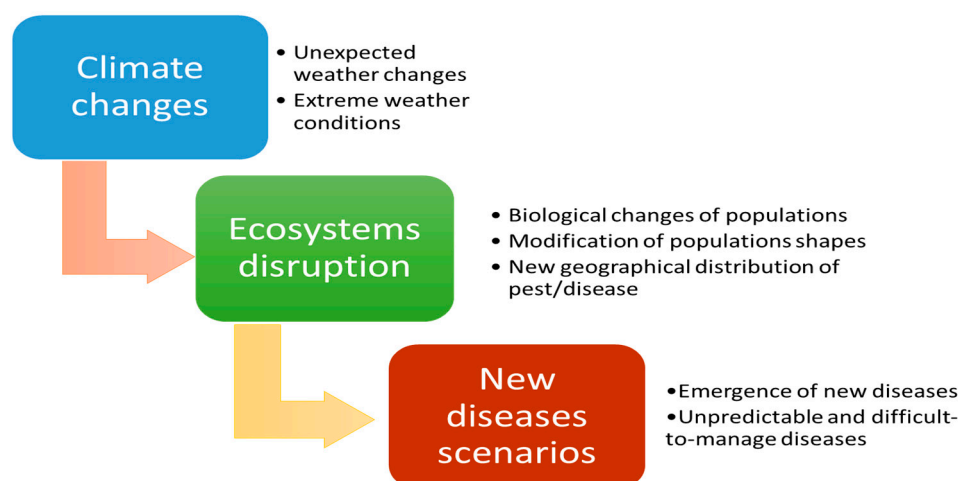 Climate
changes
• Unexpected
weather changes
• Extreme weather
conditions
Ecosystems
disruption
• Biological changes of populations
• Modification of populations shapes
• New geographical distribution of
pest/disease
New
diseases
scenarios
•Emergence of new diseases
•Unpredictable and difficult-
to-manage diseases